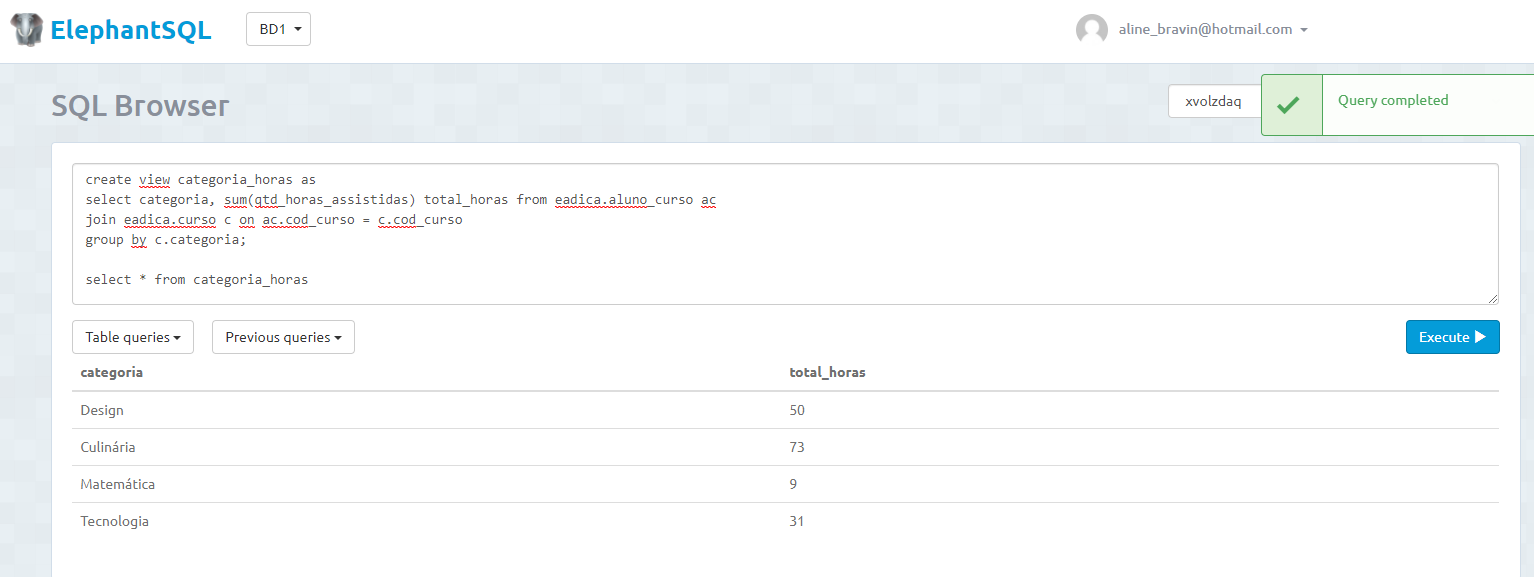 ElephantSQL
BD1
aline_bravin@hotmail.com
SQL Browser
xvolzdaq
Query completed
create view categoria_horas as
select categoria, sum(qtd_horas_assistidas) total_horas from eadica.aluno_curso ac
join eadica.curso c on ac.cod_curso = c.cod_curso
group by c.categoria;
select * from categoria_horas
Table queries
Previous queries
Execute
categoria total_horas
Design 50
Culinária 73
Matemática 9
Tecnologia 31